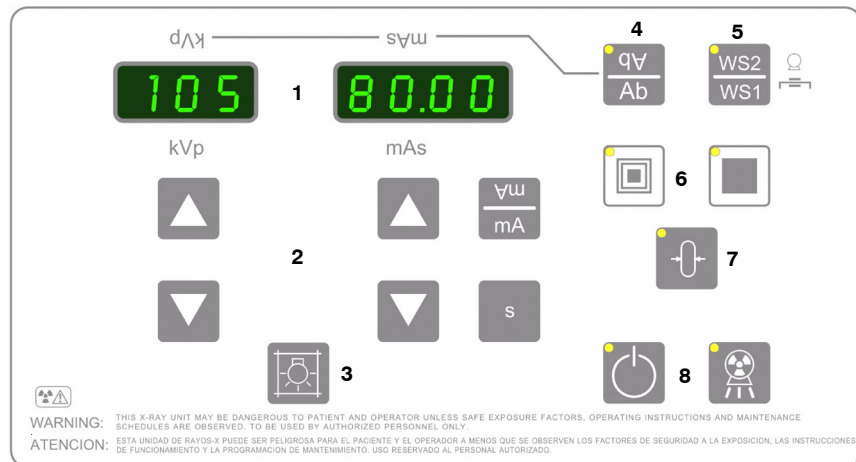 kVp mAs
4 5
Ab
Ab
WS2
WS1
105 1 80.00
kVp mAs
6
mA
mA
2
7
s
3
8
WARNING: THIS X-RAY UNIT MAY BE DANGEROUS TO PATIENT AND OPERATOR UNLESS SAFE EXPOSURE FACTORS, OPERATING INSTRUCTIONS AND MAINTENANCE
SCHEDULES ARE OBSERVED. TO BE USED BY AUTHORIZED PERSONNEL ONLY.
ATENCION: ESTA UNIDAD DE RAYOS-X PUEDE SER PELIGROSA PARA EL PACIENTE Y EL OPERADOR A MENOS QUE SE OBSERVEN LOS FACTORES DE SEGURIDAD A LA EXPOSICION, LAS INSTRUCCIONES
DE FUNCIONAMIENTO Y LA PROGRAMACION DE MANTENIMIENTO. USO RESERVADO AL PERSONAL AUTORIZADO.